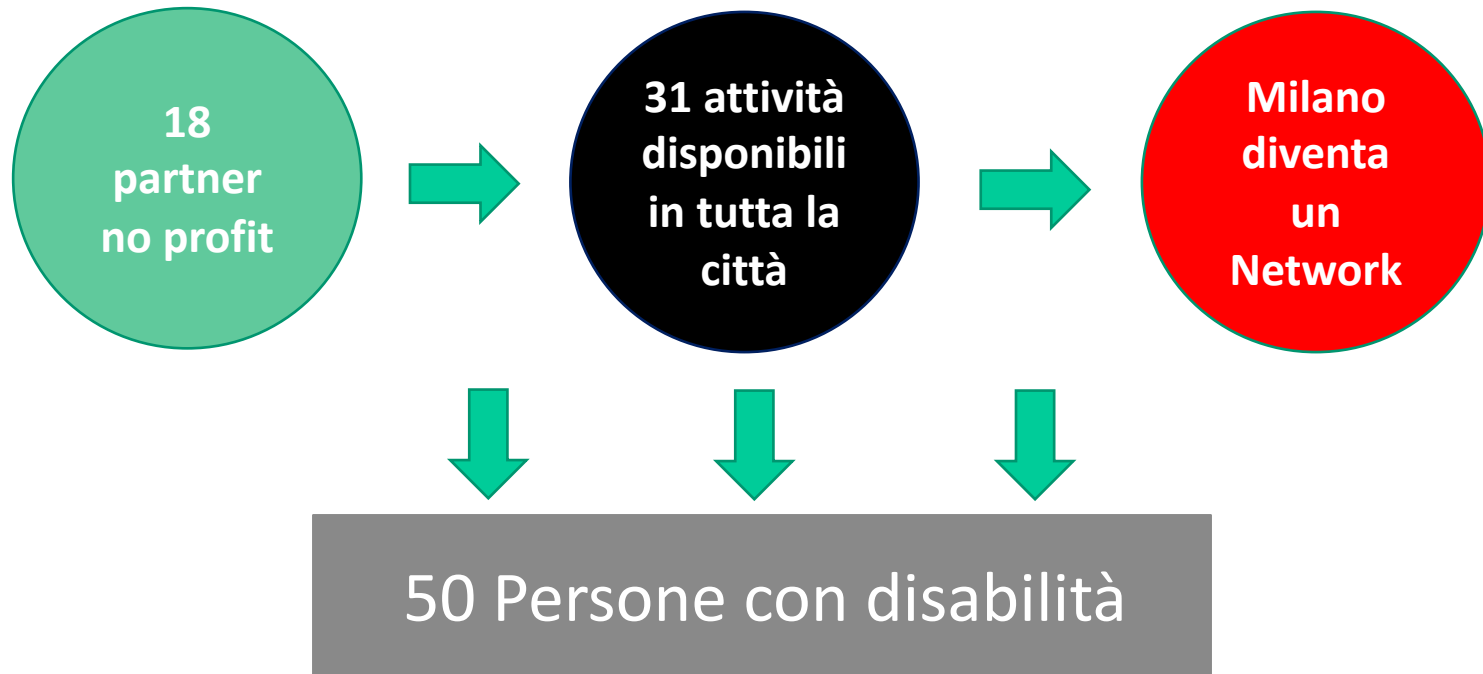 18
partner
no profit
31 attività
disponibili
in tutta la
città
Milano
diventa
un
Network
50 Persone con disabilità